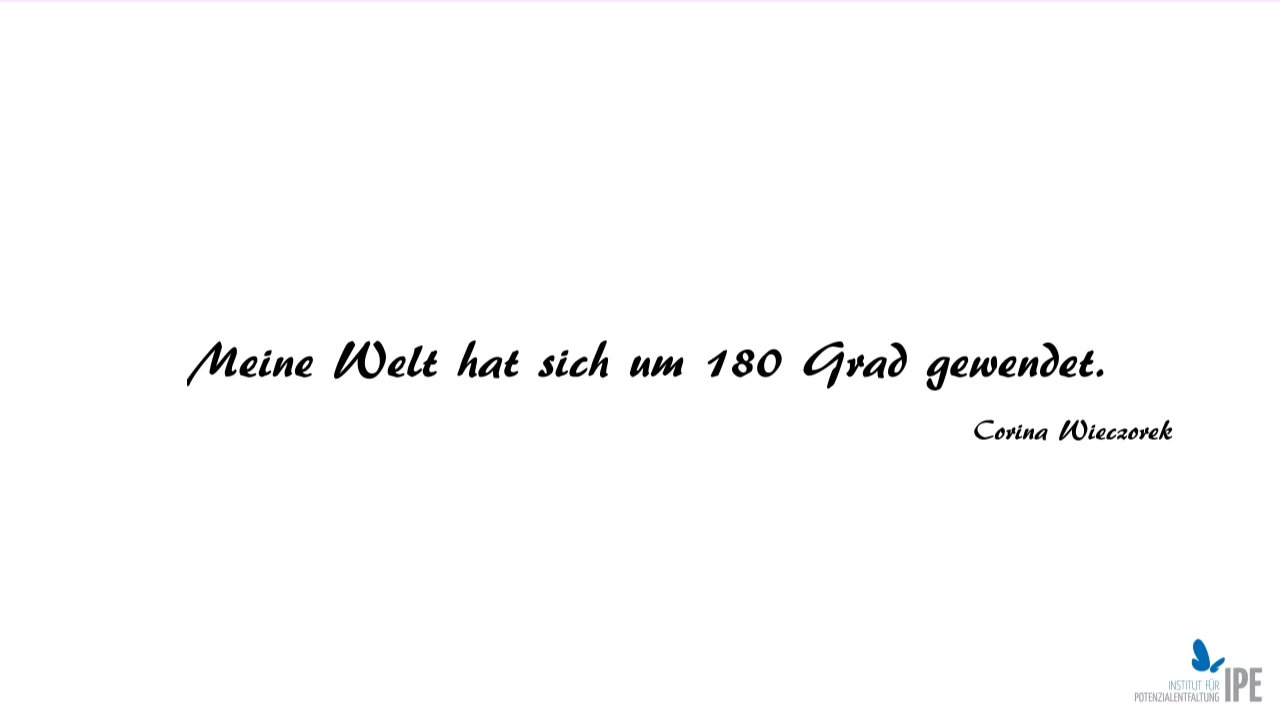 Meine Welt hat sich um 180 Grad gewendet.
Corina Wieczorek
INSTITUT FÜR
POTENZIALENTFALTUNG
IPE